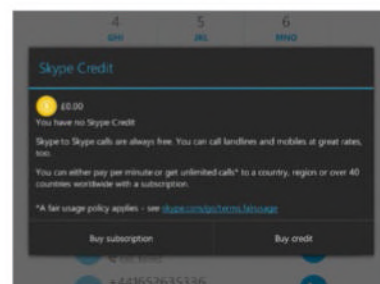 4 5 6
GHI JKL MNO
Skype Credit
£0.00
You have no Skype Credit
Skype to Skype calls are always free. You can call landlines and mobiles at great rates,
too.
You can either pay per minute or get unlimited calls* to a country, region or over 40
countries worldwide with a subscription.
*A fair usage policy applies - see skype.com/go/terms.fairusage
Buy subscription Buy credit